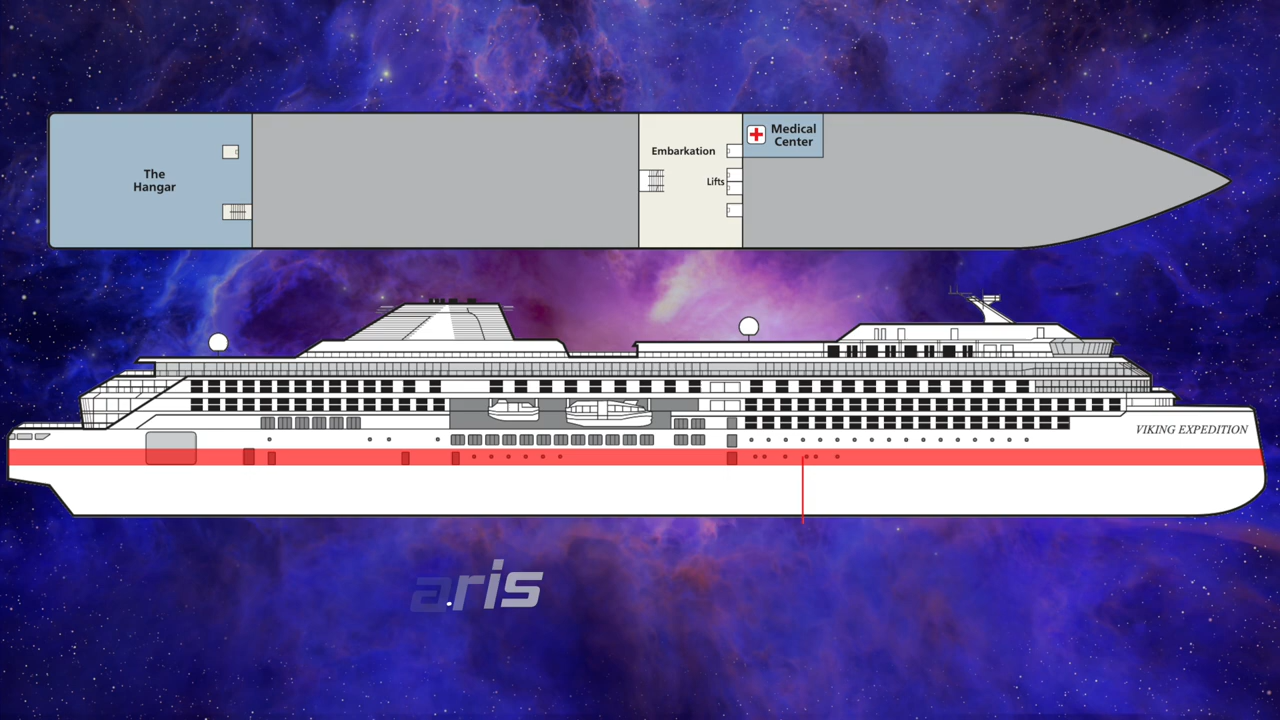 The
Hangar
Embarkation
Lifts
Medical
Center
VIKING EXPEDITION
aris